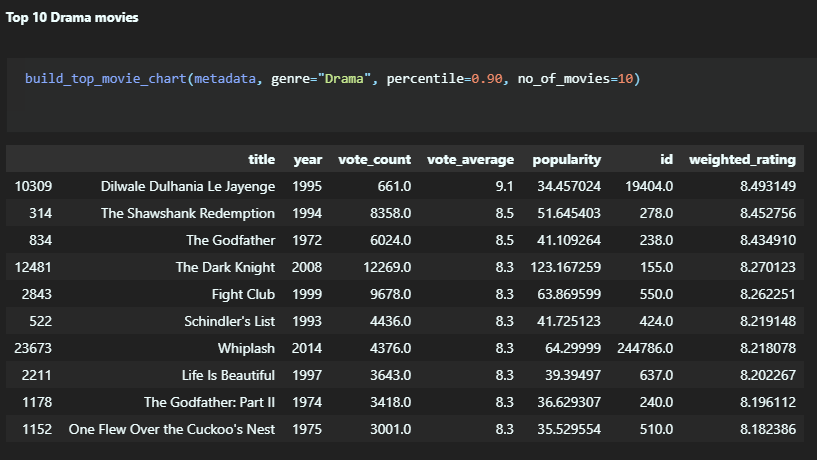 Top 10 Drama movies
build_top_movie_chart(metadata, genre="Drama", percentile=0.90, no_of_movies=10)
title year vote_count vote_average popularity id weighted_rating
10309 Dilwale Dulhania Le Jayenge 1995 661.0 9.1 34.457024 19404.0 8.493149
314 The Shawshank Redemption 1994 8358.0 8.5 51.645403 278.0 8.452756
834 The Godfather 1972 6024.0 8.5 41.109264 238.0 8.434910
12481 The Dark Knight 2008 12269.0 8.3 123.167259 155.0 8.270123
2843 Fight Club 1999 9678.0 8.3 63.869599 550.0 8.262251
522 Schindler's List 1993 4436.0 8.3 41.725123 424.0 8.219148
23673 Whiplash 2014 4376.0 8.3 64.29999 244786.0 8.218078
2211 Life Is Beautiful 1997 3643.0 8.3 39.39497 637.0 8.202267
1178 The Godfather: Part II 1974 3418.0 8.3 36.629307 240.0 8.196112
1152 One Flew Over the Cuckoo's Nest 1975 3001.0 8.3 35.529554 510.0 8.182386